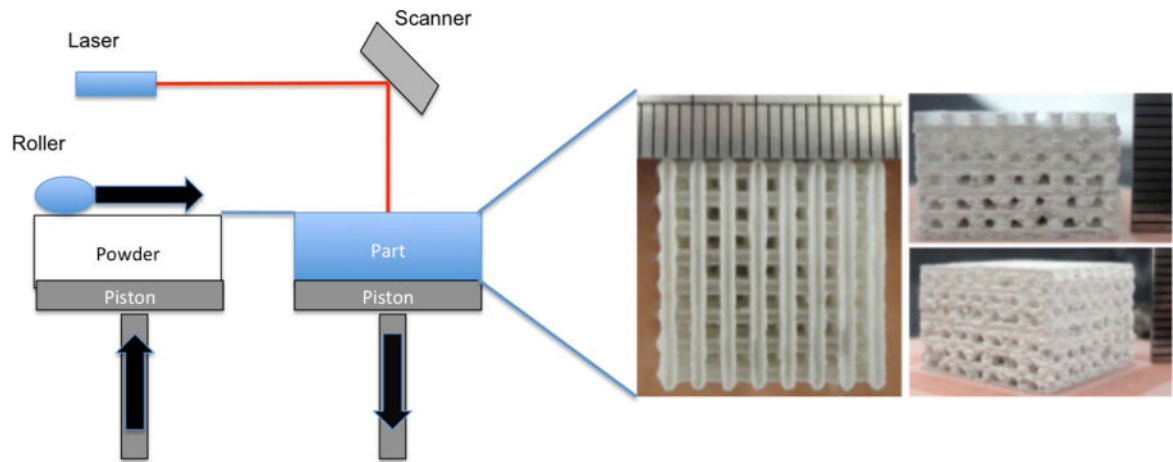 Scanner
Laser
Roller
Powder
Part
Piston
Piston